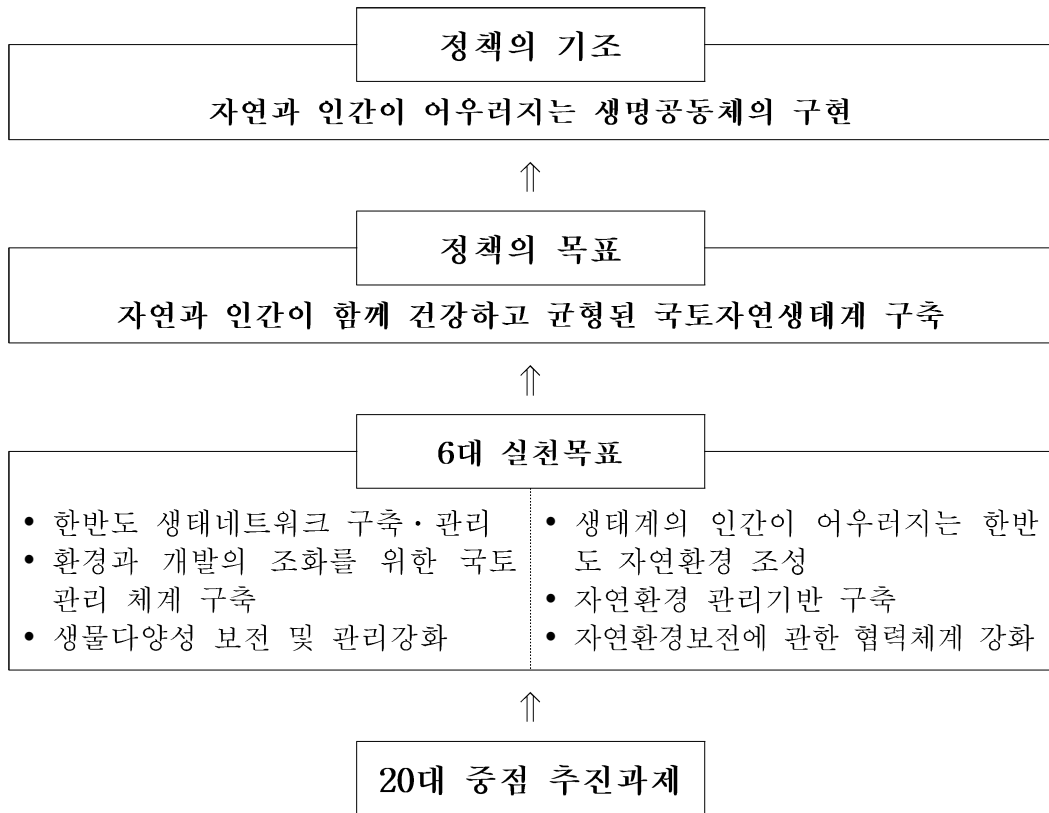 정책의 기조
자연과 인간이 어우러지는 생명공동체의 구현
⇑
정책의 목표
자연과 인간이 함께 건강하고 균형된 국토자연생태계 구축
⇑
6대 실천목표
• 한반도 생태네트워크 구축·관리
• 환경과 개발의 조화를 위한 국토
관리 체계 구축
• 생물다양성 보전 및 관리강화
• 생태계의 인간이 어우러지는 한반
도 자연환경 조성
• 자연환경 관리기반 구축
• 자연환경보전에 관한 협력체계 강화
⇑
20대 중점 추진과제